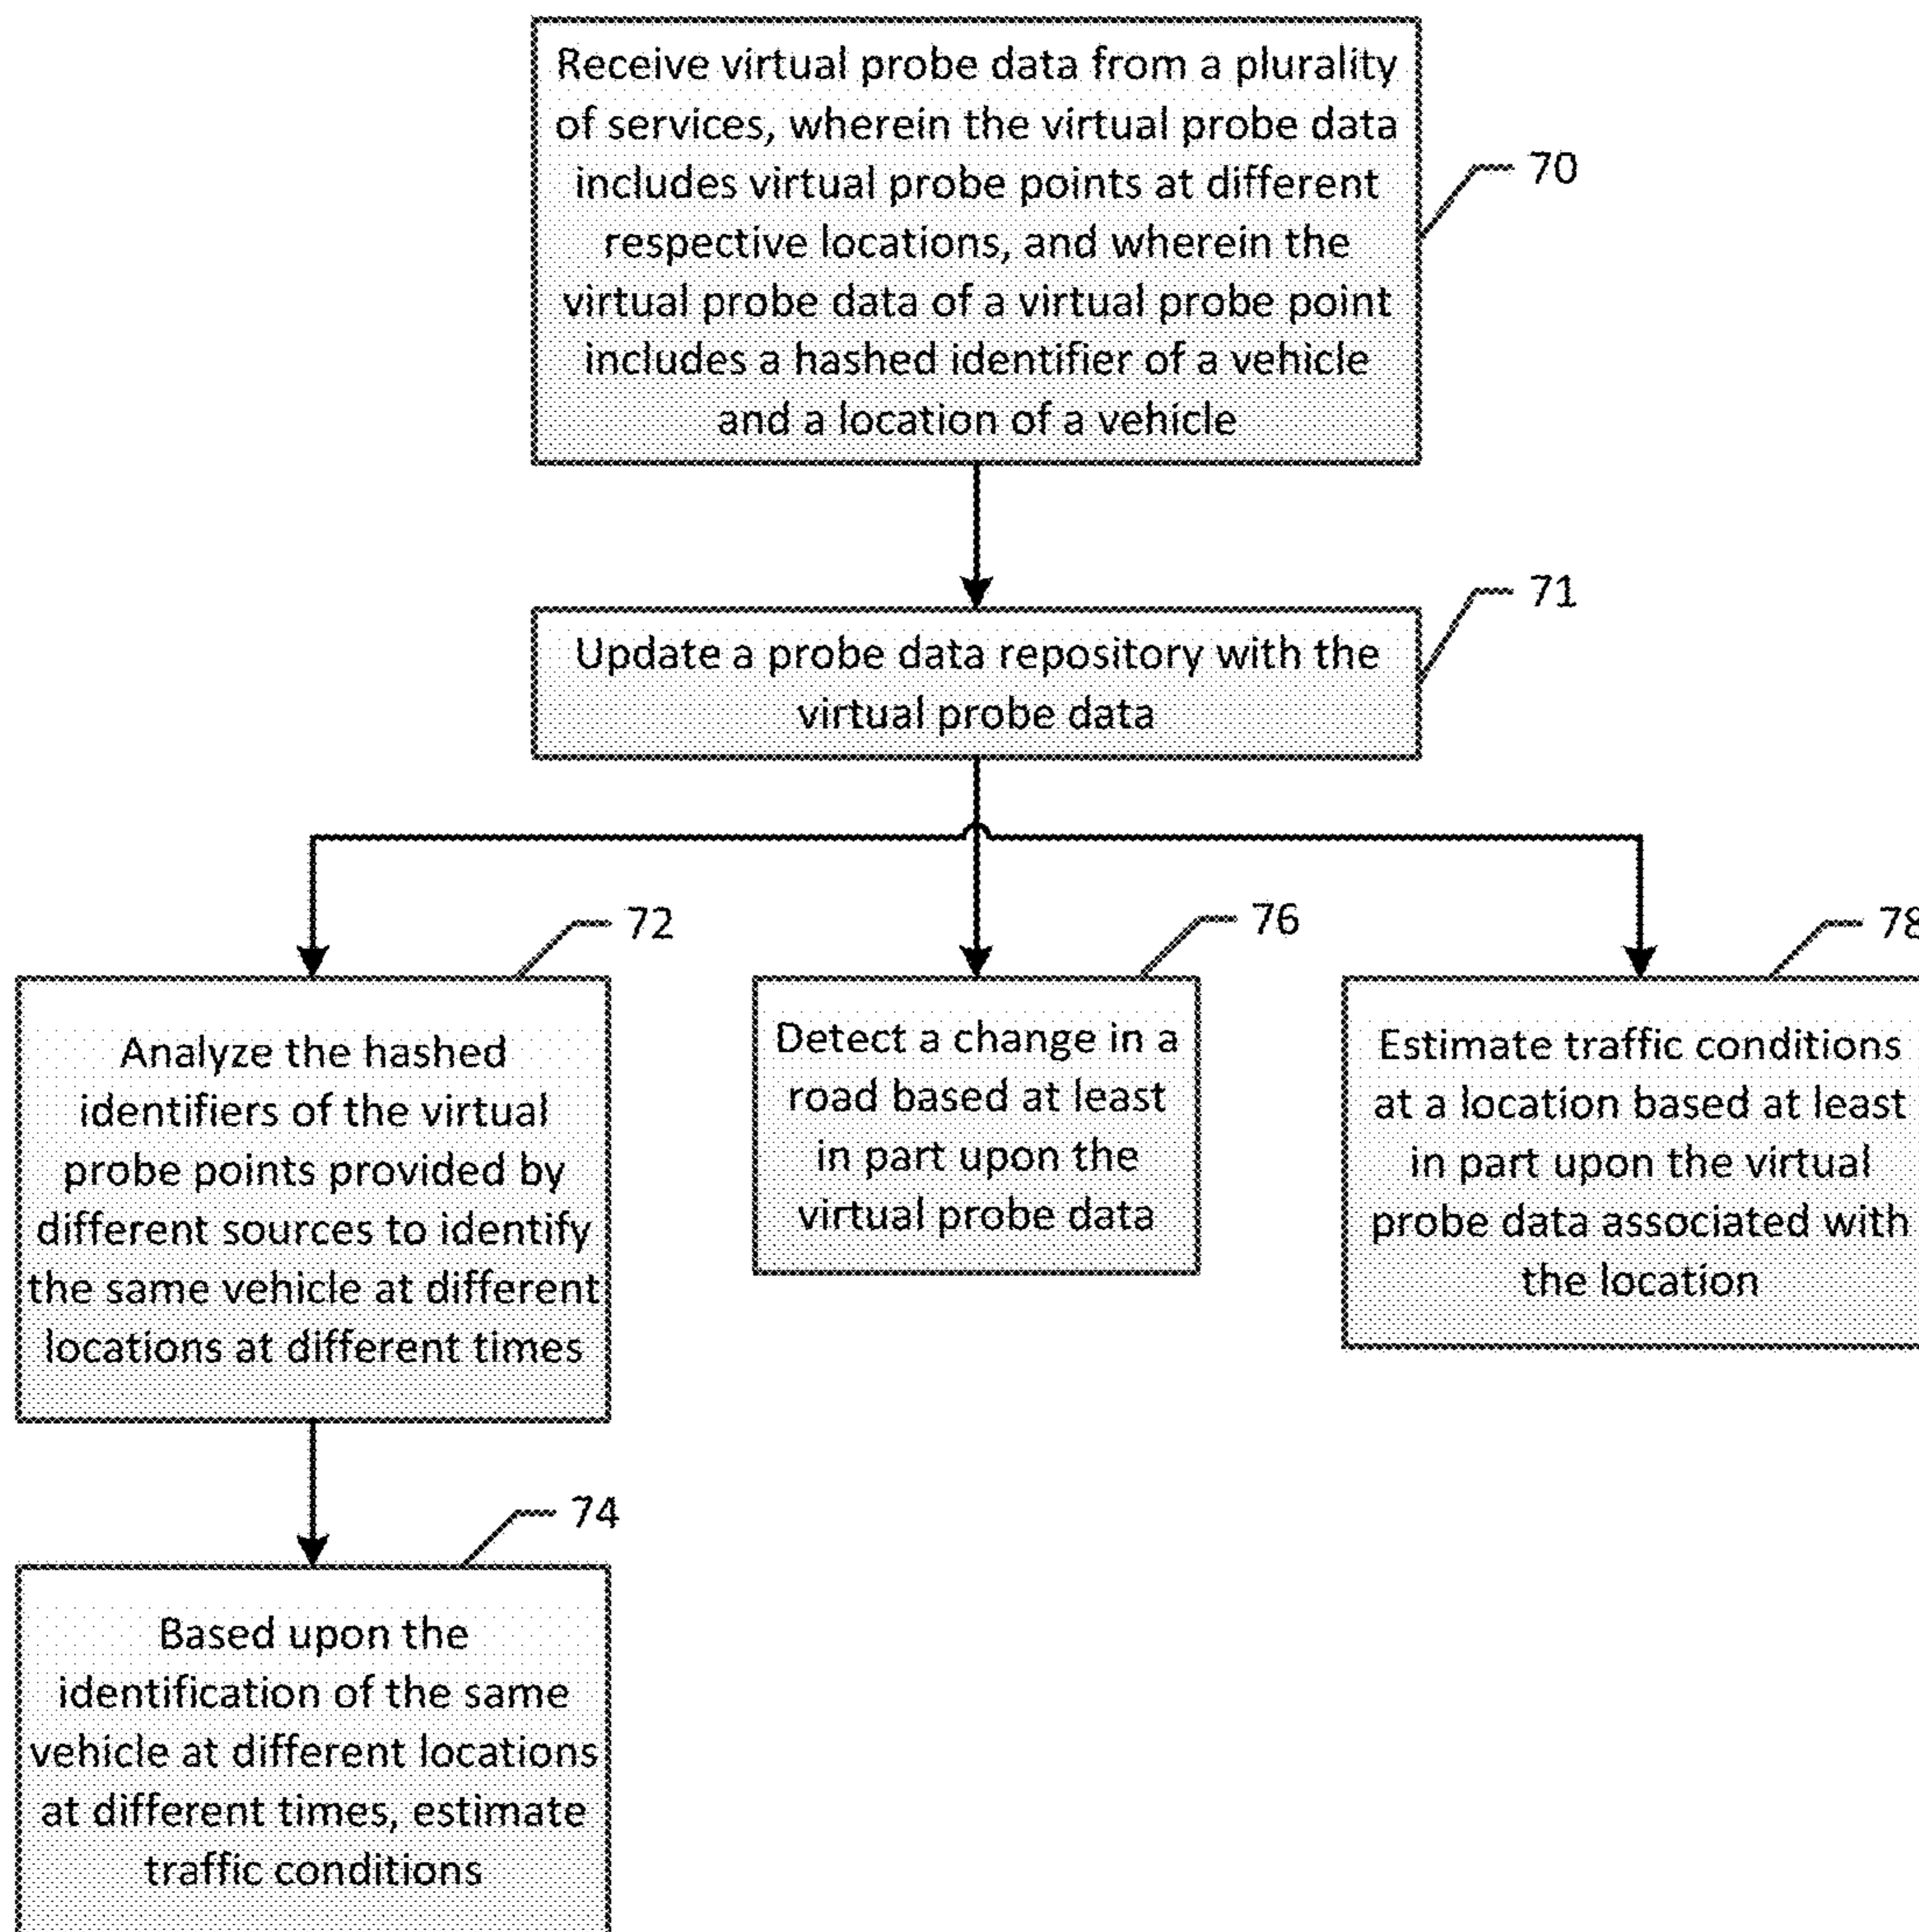 Receive virtual probe data from a plurality
of services, wherein the virtual probe data
includes virtual probe points at different
respective locations, and wherein the
virtual probe data of a virtual probe point
includes a hashed identifier of a vehicle
and a location of a vehicle
70
Update a probe data repository with the
virtual probe data
71
72
Analyze the hashed
identifiers of the virtual
probe points provided by
different sources to identify
the same vehicle at different
locations at different times
76
Detect a change in a
road based at least
in part upon the
virtual probe data
78
Estimate traffic conditions
at a location based at least
in part upon the virtual
probe data associated with
the location
74
Based upon the
identification of the same
vehicle at different locations
at different times, estimate
traffic conditions